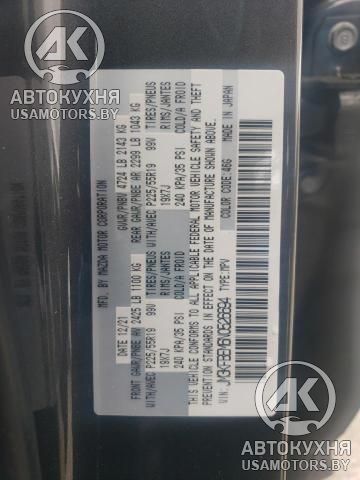 АВТОКУХНЯ
USAMOTORS.BY
MFD. BY MAZDA MOTOR CORPORATION
DATE 12/21 GVWR/PNBV 4724 LB 2143 KG
FRONT GAWR/PNBE AV 2425 LB 1100 KG REAR GAWR/PNBE AR 2299 LB 1043 KG
WITH/AVEC P225/55R19 99V TIRES/PNEUS WITH/AVEC P225/55R19 99V TIRES/PNEUS
19X7J RIMS/JANTES 19X7J RIMS/JANTES
240 KPA/35 PSI COLD/A FROID 240 KPA/35 PSI COLD/A FROID
THIS VEHICLE CONFORMS TO ALL APPLICABLE FEDERAL MOTOR VEHICLE SAFETY AND THEFT
PREVENTION STANDARDS IN EFFECT ON THE DATE OF MANUFACTURE SHOWN ABOVE.
VIN: JM3KFBEM6N0626694 TYPE:MPV COLOR CODE:46G MADE IN JAPAN
АВТОКУХНЯ
USAMOTORS.BY